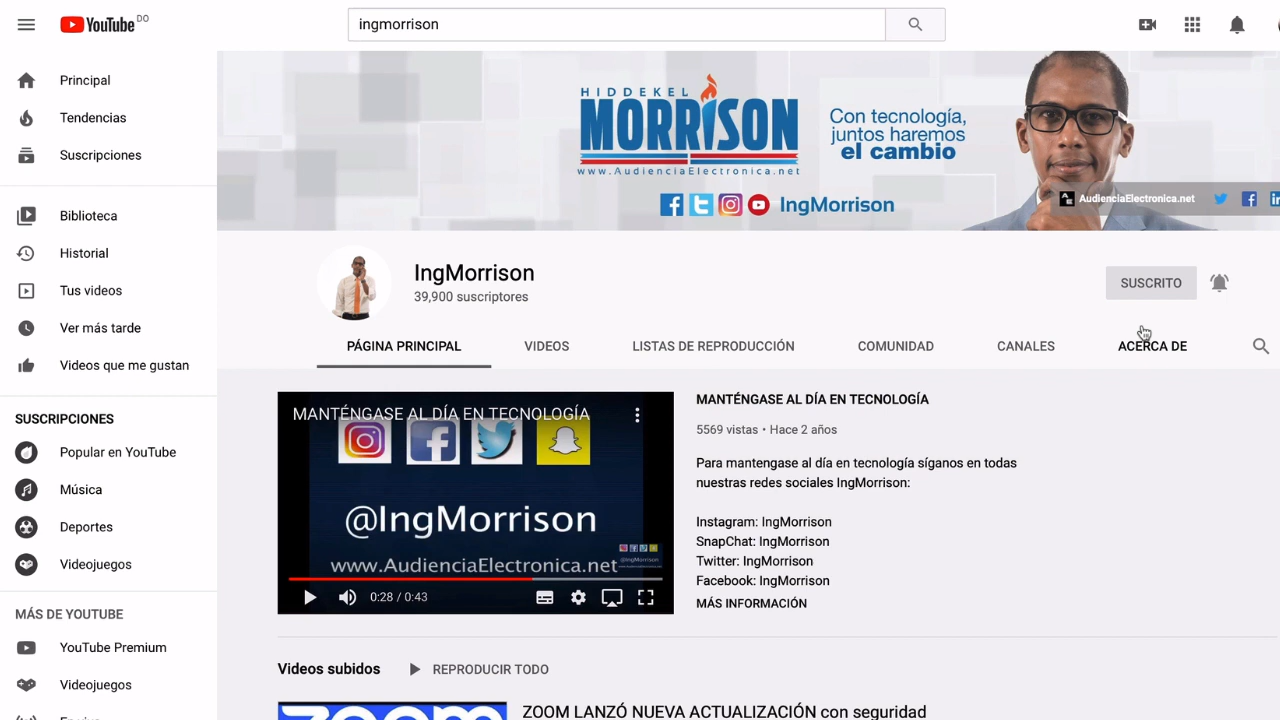 YouTube DO
ingmorrison
Principal
Tendencias
Suscripciones
Biblioteca
Historial
Tus videos
Ver más tarde
Videos que me gustan
SUSCRIPCIONES
Popular en YouTube
Música
Deportes
Videojuegos
MÁS DE YOUTUBE
YouTube Premium
Videojuegos
HIDDEKEL
MORRISON
www.AudienciaElectronica.net
Con tecnología,
juntos haremos
el cambio
IngMorrison
AudienciaElectronica.net
IngMorrison
39,900 suscriptores
SUSCRITO
PÁGINA PRINCIPAL
VIDEOS
LISTAS DE REPRODUCCIÓN
COMUNIDAD
CANALES
ACERCA DE
MANTÉNGASE AL DÍA EN TECNOLOGÍA
@IngMorrison
www.AudienciaElectronica.net
0:28 / 0:43
MANTÉNGASE AL DÍA EN TECNOLOGÍA
5569 vistas • Hace 2 años
Para mantengase al día en tecnología síganos en todas
nuestras redes sociales IngMorrison:
Instagram: IngMorrison
SnapChat: IngMorrison
Twitter: IngMorrison
Facebook: IngMorrison
MÁS INFORMACIÓN
Videos subidos
REPRODUCIR TODO
zoom
ZOOM LANZÓ NUEVA ACTUALIZACIÓN con seguridad